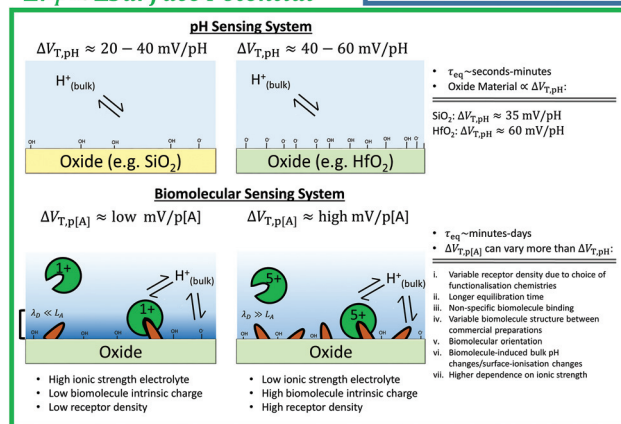 pH Sensing System
ΔV_T,pH ≈ 20 − 40 mV/pH
ΔV_T,pH ≈ 40 − 60 mV/pH
H⁺(bulk)
OH OH OH OH O⁻
Oxide (e.g. SiO₂)
H⁺(bulk)
Oxide (e.g. HfO₂)
• τ_eq~seconds-minutes
• Oxide Material ∝ ΔV_T,pH:
SiO₂: ΔV_T,pH ≈ 35 mV/pH
HfO₂: ΔV_T,pH ≈ 60 mV/pH
Biomolecular Sensing System
ΔV_T,p[A] ≈ low mV/p[A]
ΔV_T,p[A] ≈ high mV/p[A]
1+
H⁺(bulk)
λ_D ≪ L_A
1+
Oxide
5+
H⁺(bulk)
λ_D ≫ L_A
5+
Oxide
• High ionic strength electrolyte
• Low biomolecule intrinsic charge
• Low receptor density
• Low ionic strength electrolyte
• High biomolecule intrinsic charge
• High receptor density
• τ_eq~minutes-days
• ΔV_T,p[A] can vary more than ΔV_T,pH:
i. Variable receptor density due to choice of
functionalisation chemistries
ii. Longer equilibration time
iii. Non-specific biomolecule binding
iv. Variable biomolecule structure between
commercial preparations
v. Biomolecular orientation
vi. Biomolecule-induced bulk pH
changes/surface-ionisation changes
vii. Higher dependence on ionic strength